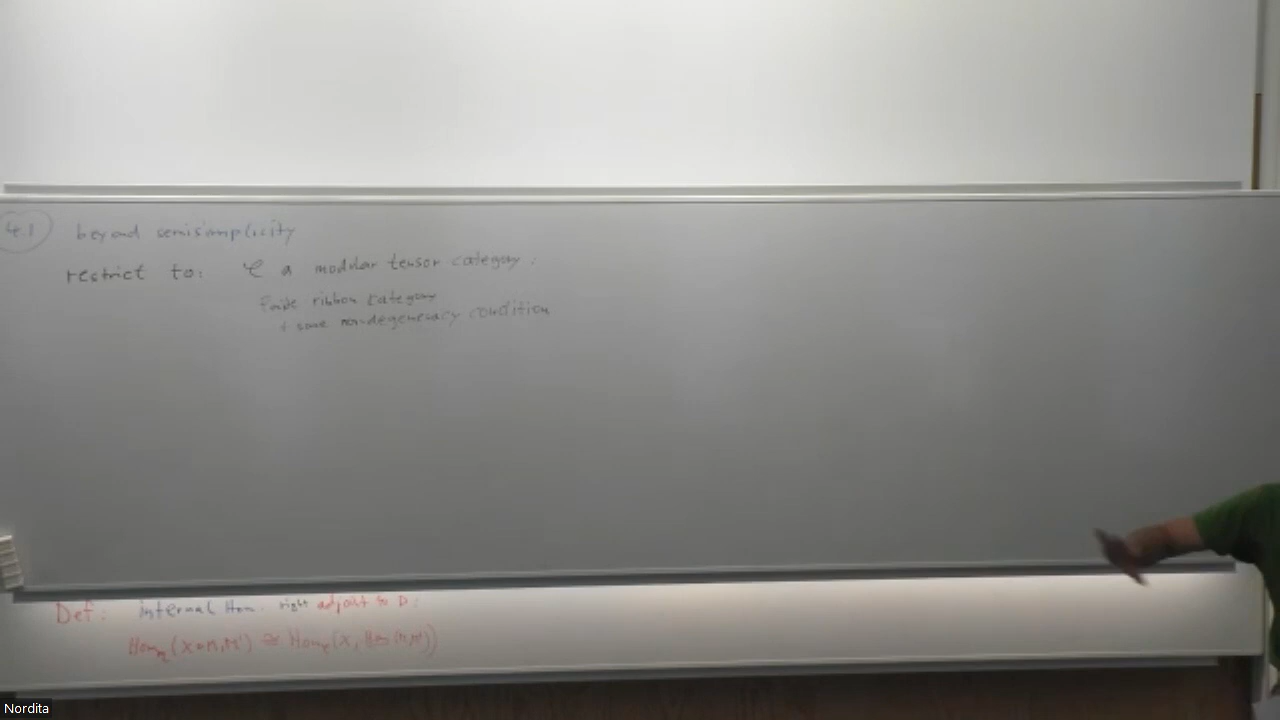 4.1 beyond semisimplicity
restrict to: 𝒞 a modular tensor category.
finite ribbon category
+ some non-degeneracy condition
Def: internal Hom: right adjoint to ▷:
Hom_𝓜(X▷M,M') ≅ Hom_𝒞(X, Hom(M,M'))
Nordita